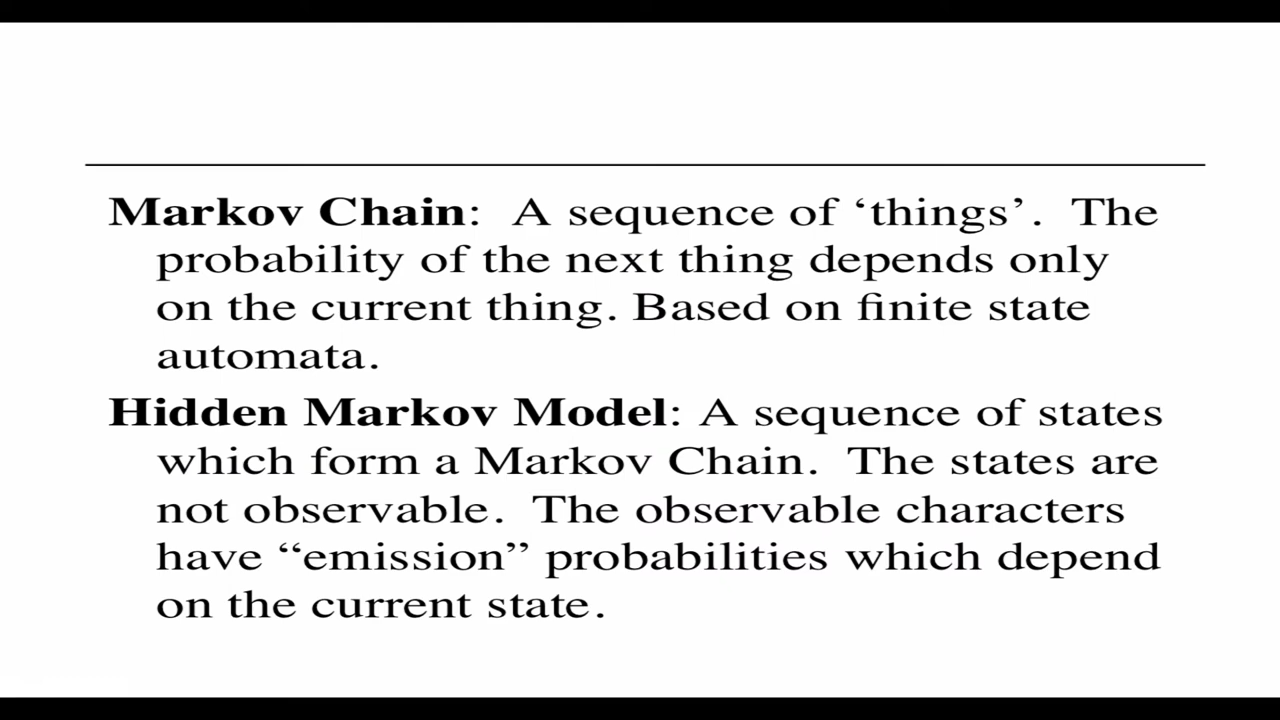 Markov Chain: A sequence of ‘things’. The
probability of the next thing depends only
on the current thing. Based on finite state
automata.
Hidden Markov Model: A sequence of states
which form a Markov Chain. The states are
not observable. The observable characters
have “emission” probabilities which depend
on the current state.